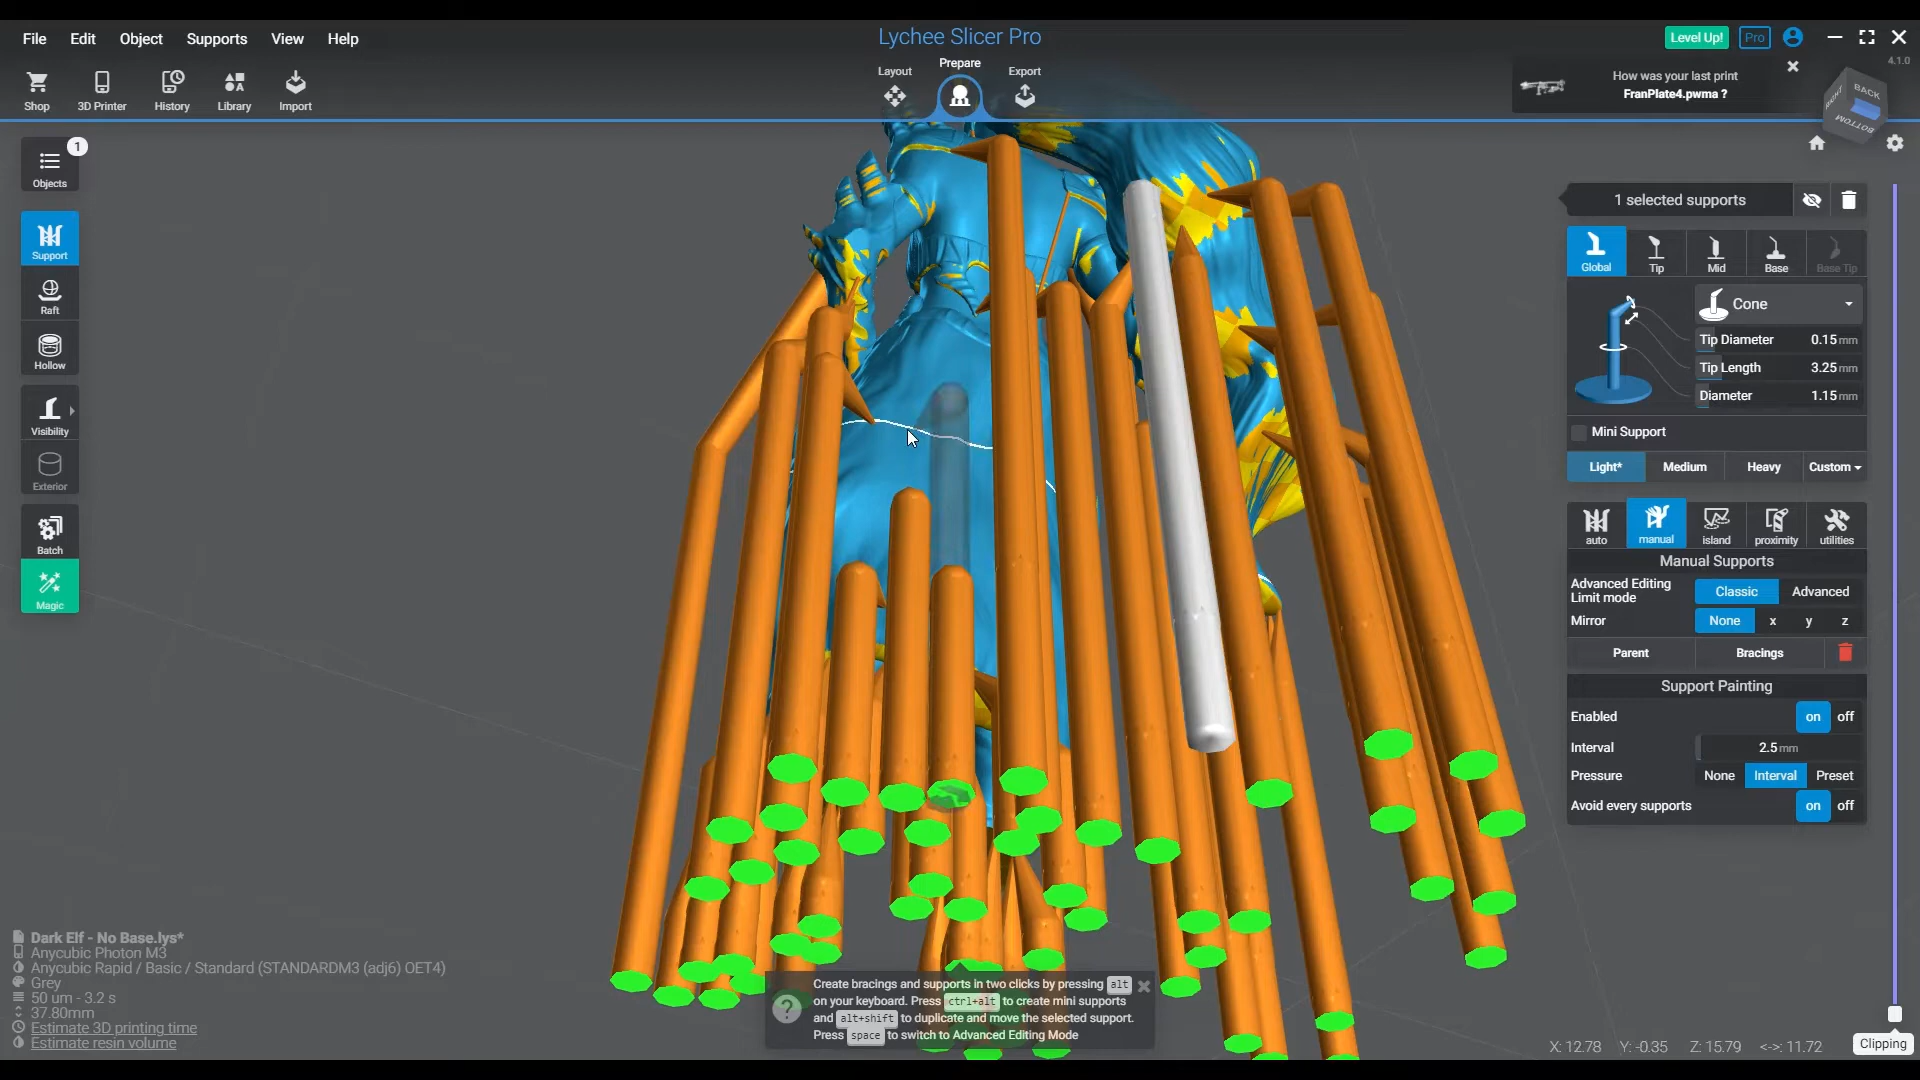 File Edit Object Supports View Help
Lychee Slicer Pro
Level Up! Pro
Shop 3D Printer History Library Import
Layout Prepare Export
How was your last print
FranPlate4.pwma ?
4.1.0
RIGHT BACK BOTTOM
1
Objects
Support
Raft
Hollow
Visibility
Exterior
Batch
Magic
1 selected supports
Global Tip Mid Base Base Tip
Cone
Tip Diameter 0.15 mm
Tip Length 3.25 mm
Diameter 1.15 mm
Mini Support
Light* Medium Heavy Custom
auto manual island proximity utilities
Manual Supports
Advanced Editing
Limit mode Classic Advanced
Mirror None x y z
Parent Bracings
Support Painting
Enabled on off
Interval 2.5 mm
Pressure None Interval Preset
Avoid every supports on off
Dark Elf - No Base.lys*
Anycubic Photon M3
Anycubic Rapid / Basic / Standard (STANDARDM3 (adj6) OET4)
Grey
50 um - 3.2 s
37.80mm
Estimate 3D printing time
Estimate resin volume
? Create bracings and supports in two clicks by pressing alt
on your keyboard. Press ctrl+alt to create mini supports
and alt+shift to duplicate and move the selected support.
Press space to switch to Advanced Editing Mode
X: 12.78 Y: -0.35 Z: 15.79 <->: 11.72
Clipping